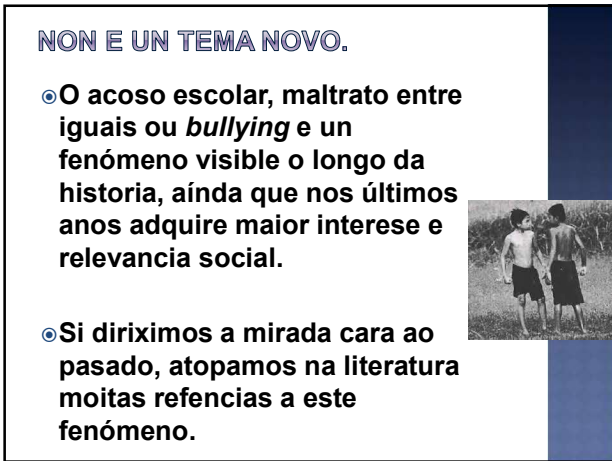 NON E UN TEMA NOVO.
O acoso escolar, maltrato entre
iguais ou bullying e un
fenómeno visible o longo da
historia, aínda que nos últimos
anos adquire maior interese e
relevancia social.
Si diriximos a mirada cara ao
pasado, atopamos na literatura
moitas refencias a este
fenómeno.